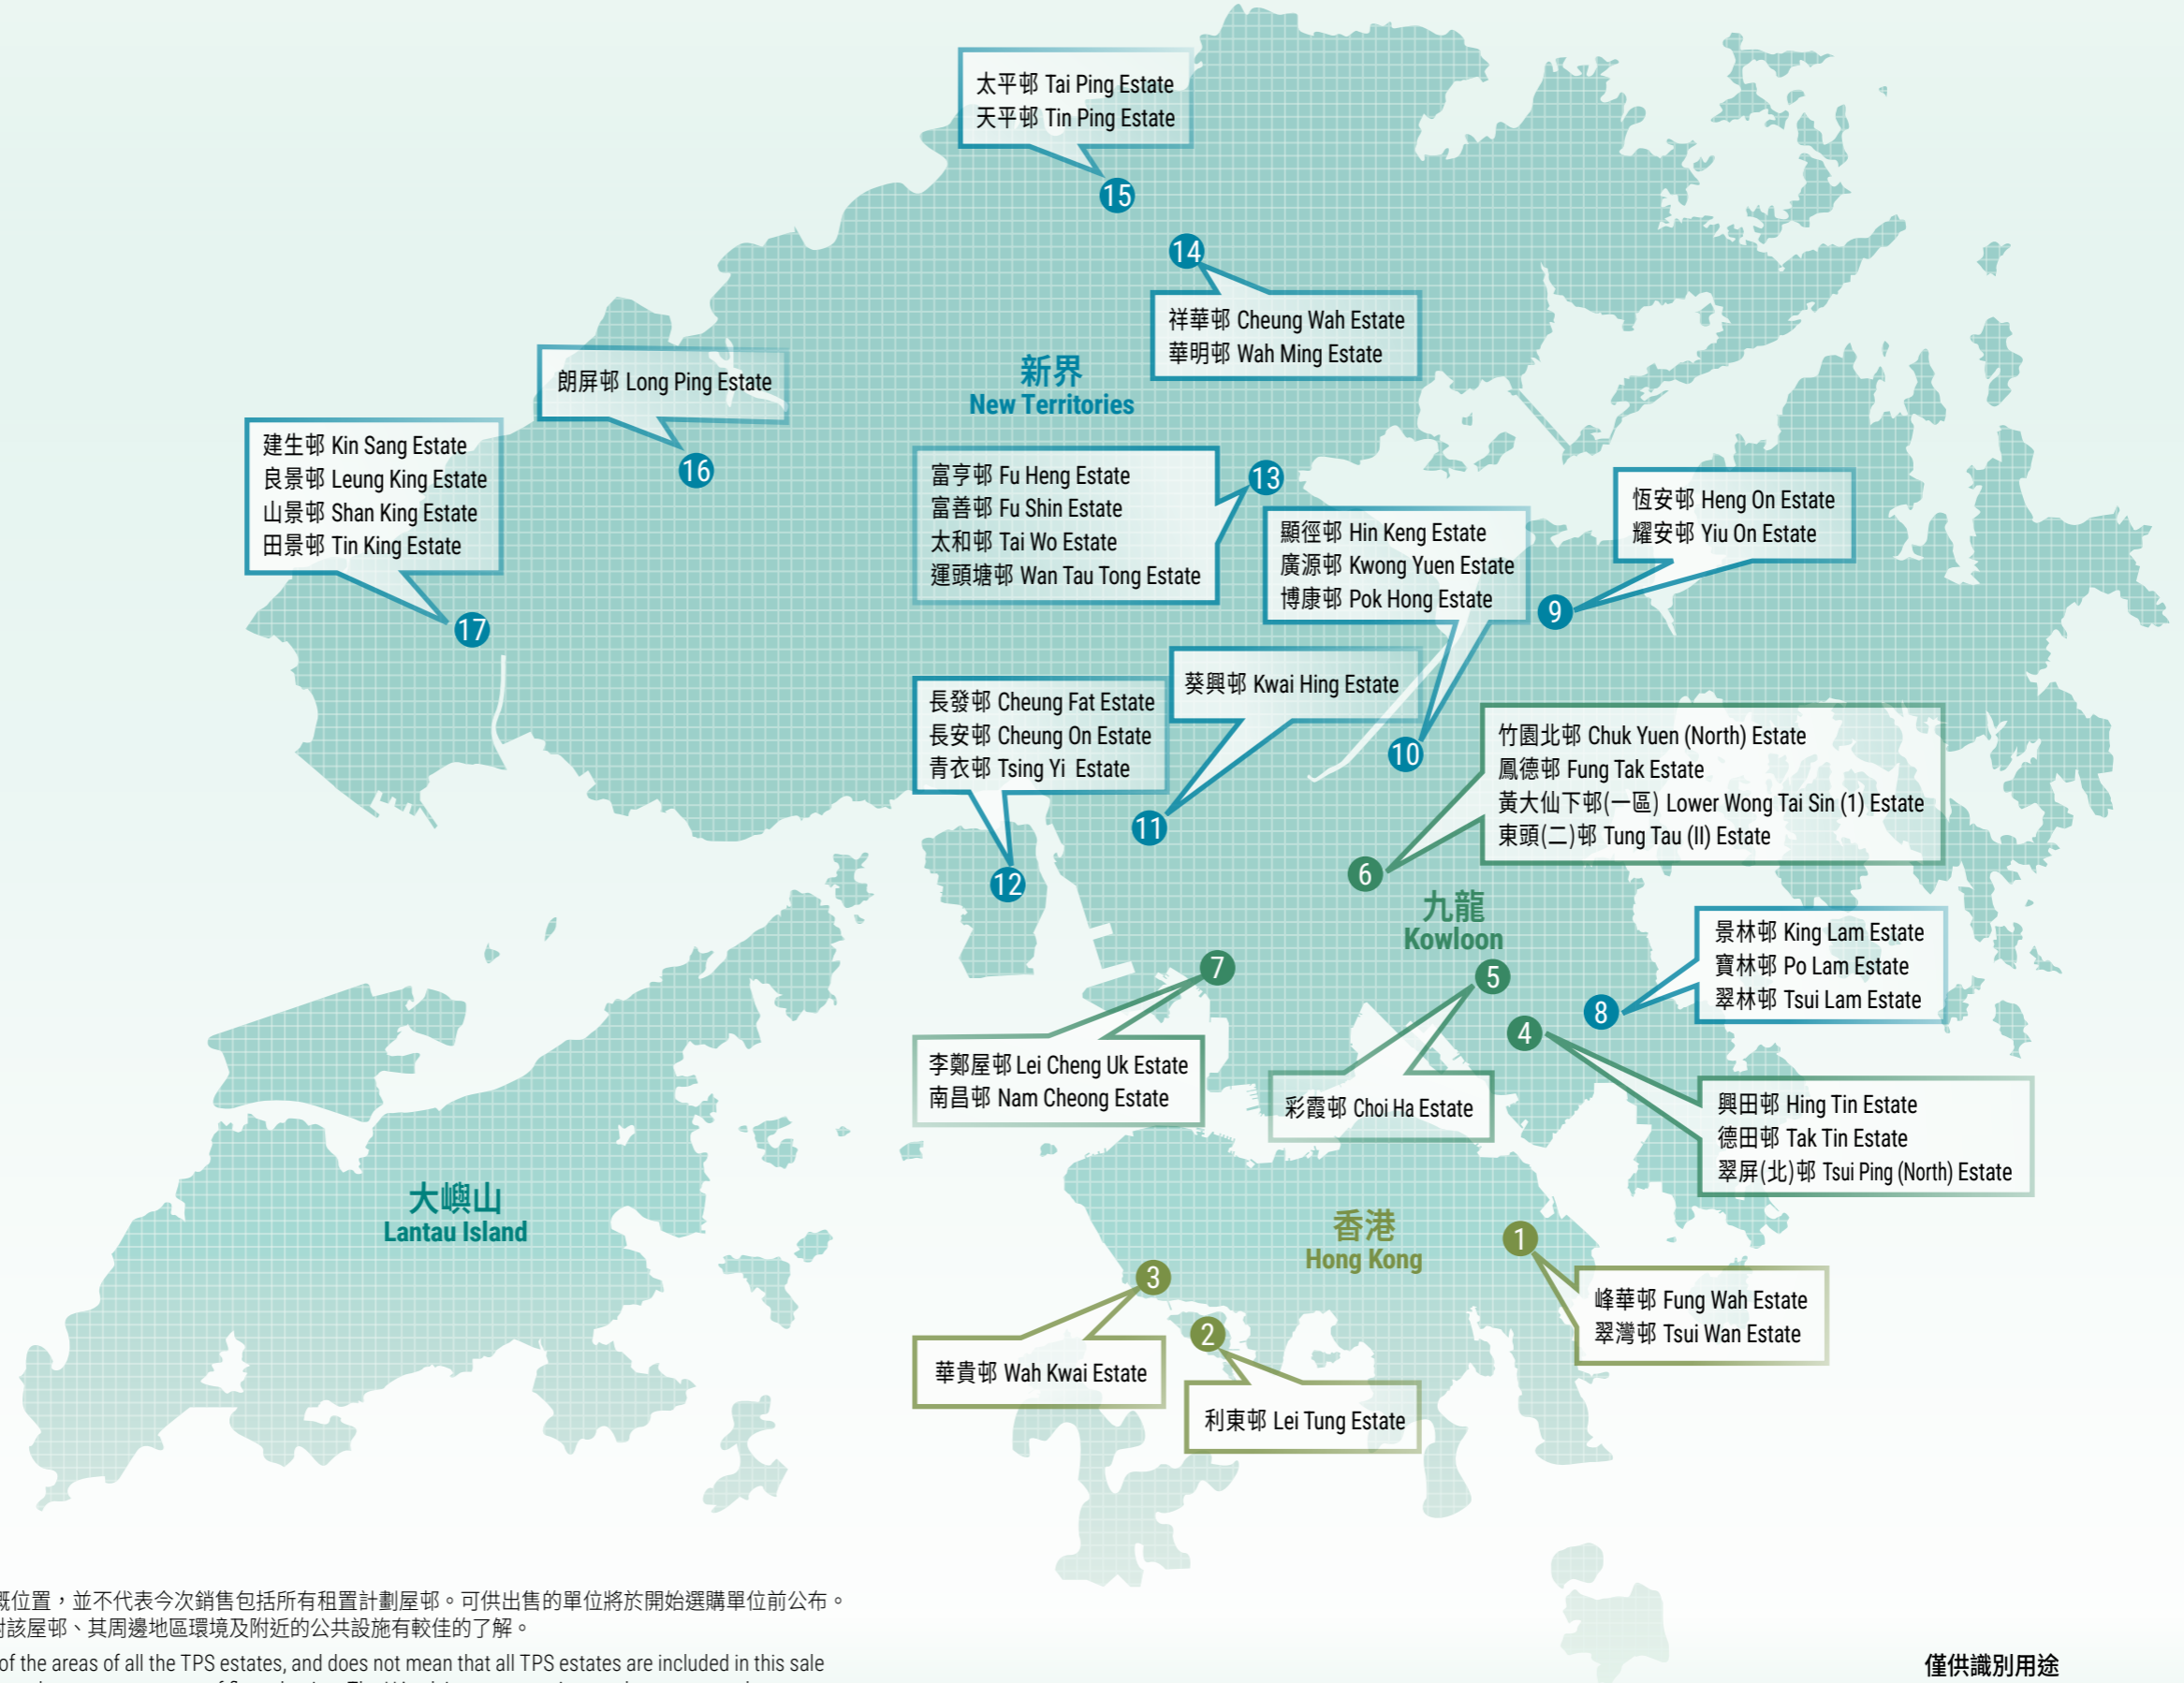 太平邨 Tai Ping Estate
天平邨 Tin Ping Estate
15
14
祥華邨 Cheung Wah Estate
華明邨 Wah Ming Estate
新界
New Territories
朗屏邨 Long Ping Estate
16
建生邨 Kin Sang Estate
良景邨 Leung King Estate
山景邨 Shan King Estate
田景邨 Tin King Estate
17
富亨邨 Fu Heng Estate
富善邨 Fu Shin Estate
太和邨 Tai Wo Estate
運頭塘邨 Wan Tau Tong Estate
13
顯徑邨 Hin Keng Estate
廣源邨 Kwong Yuen Estate
博康邨 Pok Hong Estate
10
恆安邨 Heng On Estate
耀安邨 Yiu On Estate
9
長發邨 Cheung Fat Estate
長安邨 Cheung On Estate
青衣邨 Tsing Yi Estate
12
葵興邨 Kwai Hing Estate
11
竹園北邨 Chuk Yuen (North) Estate
鳳德邨 Fung Tak Estate
黃大仙下邨(一區) Lower Wong Tai Sin (1) Estate
東頭(二)邨 Tung Tau (II) Estate
6
九龍
Kowloon
7
李鄭屋邨 Lei Cheng Uk Estate
南昌邨 Nam Cheong Estate
5
彩霞邨 Choi Ha Estate
景林邨 King Lam Estate
寶林邨 Po Lam Estate
翠林邨 Tsui Lam Estate
8
4
興田邨 Hing Tin Estate
德田邨 Tak Tin Estate
翠屏(北)邨 Tsui Ping (North) Estate
大嶼山
Lantau Island
香港
Hong Kong
1
峰華邨 Fung Wah Estate
翠灣邨 Tsui Wan Estate
3
華貴邨 Wah Kwai Estate
2
利東邨 Lei Tung Estate
位置，並不代表今次銷售包括所有租置計劃屋邨。可供出售的單位將於開始選購單位前公布。
該屋邨、其周邊地區環境及附近的公共設施有較佳的了解。
of the areas of all the TPS estates, and does not mean that all TPS estates are included in this sale
僅供識別用途